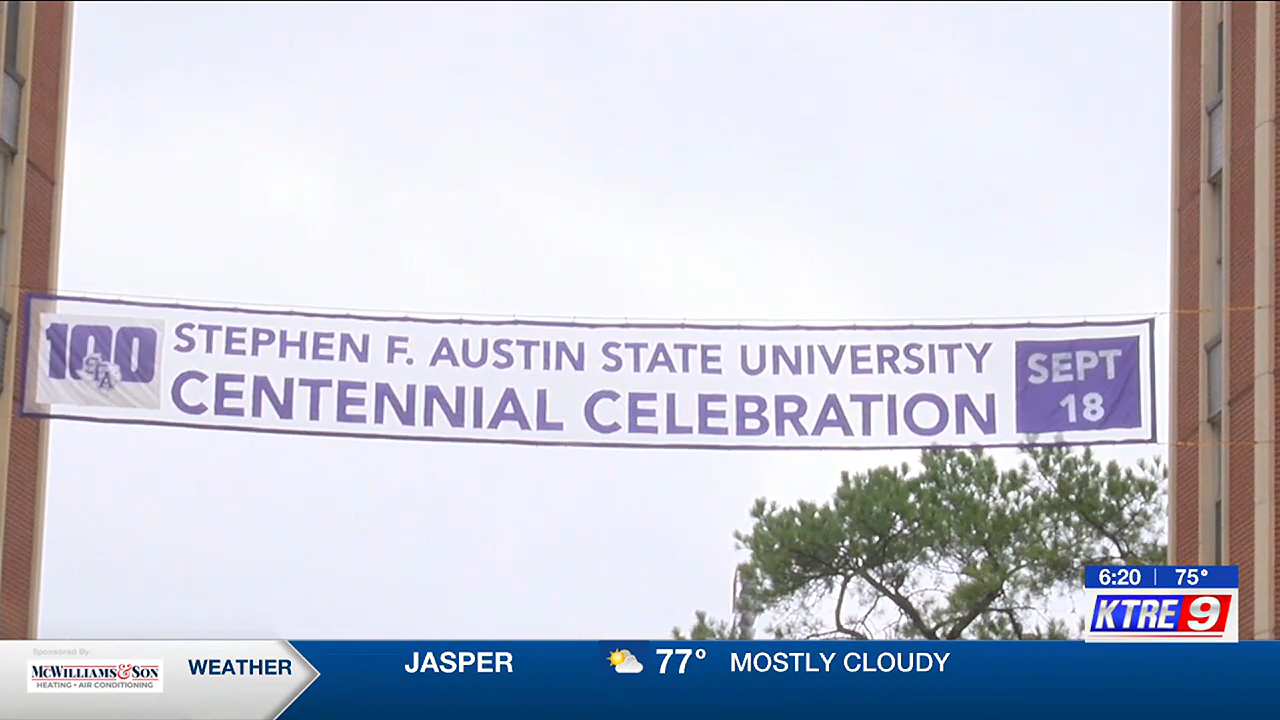 100
SFA
STEPHEN F. AUSTIN STATE UNIVERSITY
CENTENNIAL CELEBRATION
SEPT
18
6:20 | 75°
KTRE 9
Sponsored By:
MCWILLIAMS & SON
HEATING • AIR CONDITIONING
WEATHER
JASPER 77° MOSTLY CLOUDY